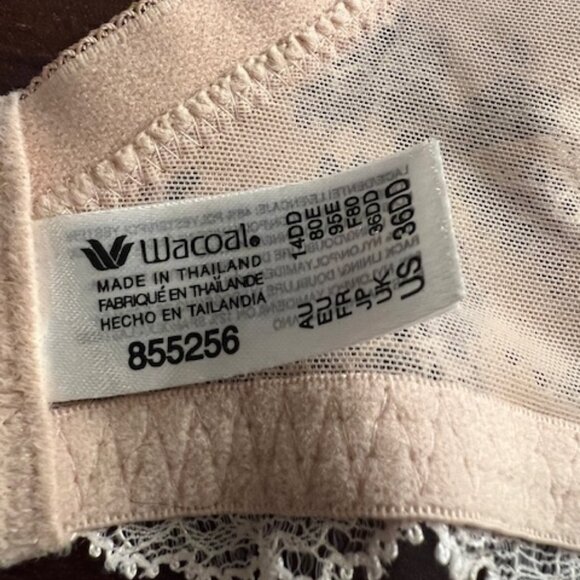 Wacoal®
MADE IN THAILAND
FABRIQUÉ EN THAÏLANDE
HECHO EN TAILANDIA
855256
AU 14DD
EU 80E
FR 95E
JP F80
UK 36DD
US 36DD